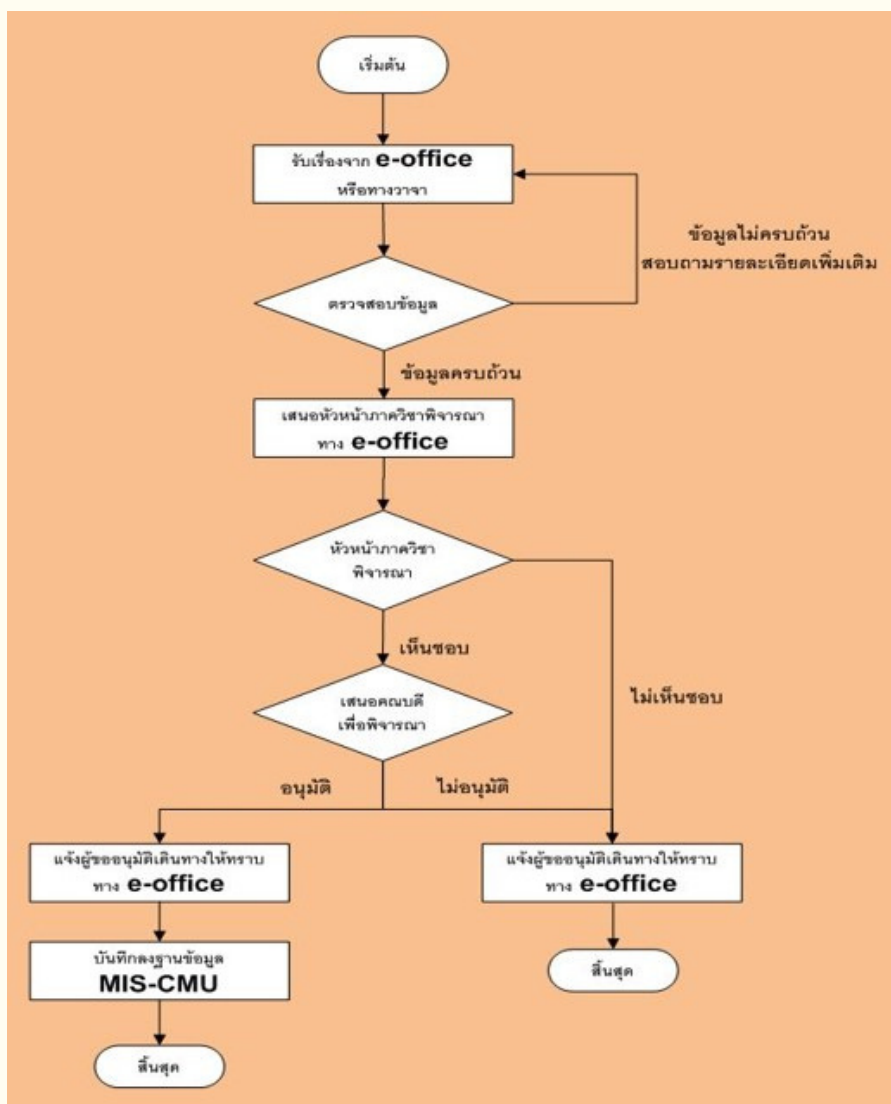 เริ่มต้น
รับเรื่องจาก e-office
หรือทางวาจา
ข้อมูลไม่ครบถ้วน
สอบถามรายละเอียดเพิ่มเติม
ตรวจสอบข้อมูล
ข้อมูลครบถ้วน
เสนอหัวหน้าภาควิชาพิจารณา
ทาง e-office
หัวหน้าภาควิชา
พิจารณา
เห็นชอบ
ไม่เห็นชอบ
เสนอคณบดี
เพื่อพิจารณา
อนุมัติ
ไม่อนุมัติ
แจ้งผู้ขออนุมัติเดินทางให้ทราบ
ทาง e-office
แจ้งผู้ขออนุมัติเดินทางให้ทราบ
ทาง e-office
บันทึกลงฐานข้อมูล
MIS-CMU
สิ้นสุด
สิ้นสุด